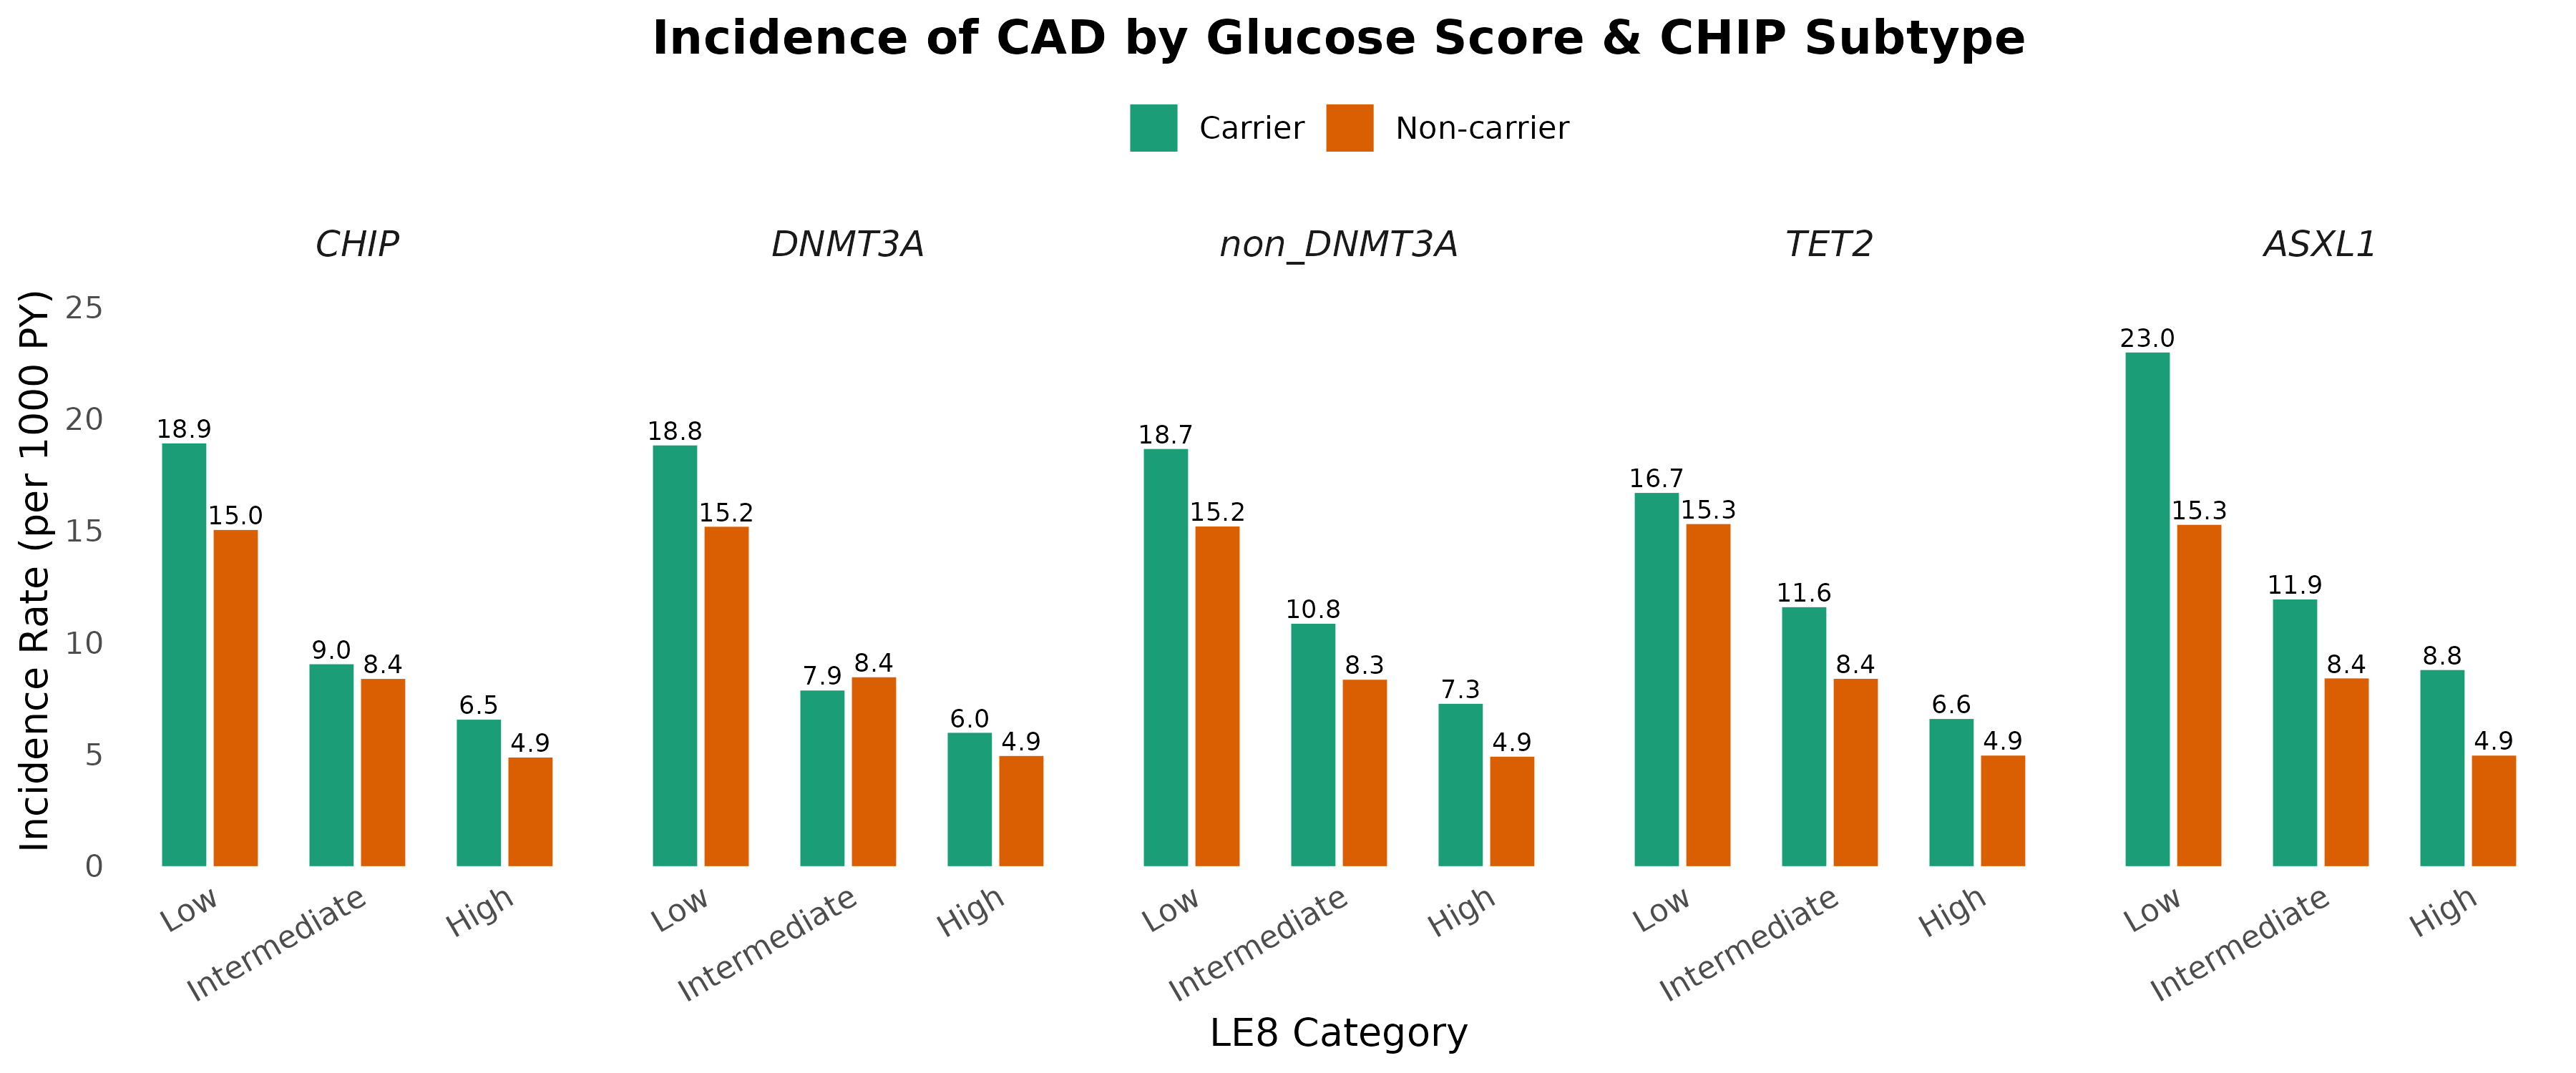 Incidence of CAD by Glucose Score & CHIP Subtype
Carrier Non-carrier
CHIP DNMT3A non_DNMT3A TET2 ASXL1
Incidence Rate (per 1000 PY)
25
20
15
10
5
0
18.9 15.0 9.0 8.4 6.5 4.9
18.8 15.2 7.9 8.4 6.0 4.9
18.7 15.2 10.8 8.3 7.3 4.9
16.7 15.3 11.6 8.4 6.6 4.9
23.0 15.3 11.9 8.4 8.8 4.9
Low Intermediate High
Low Intermediate High
Low Intermediate High
Low Intermediate High
Low Intermediate High
LE8 Category